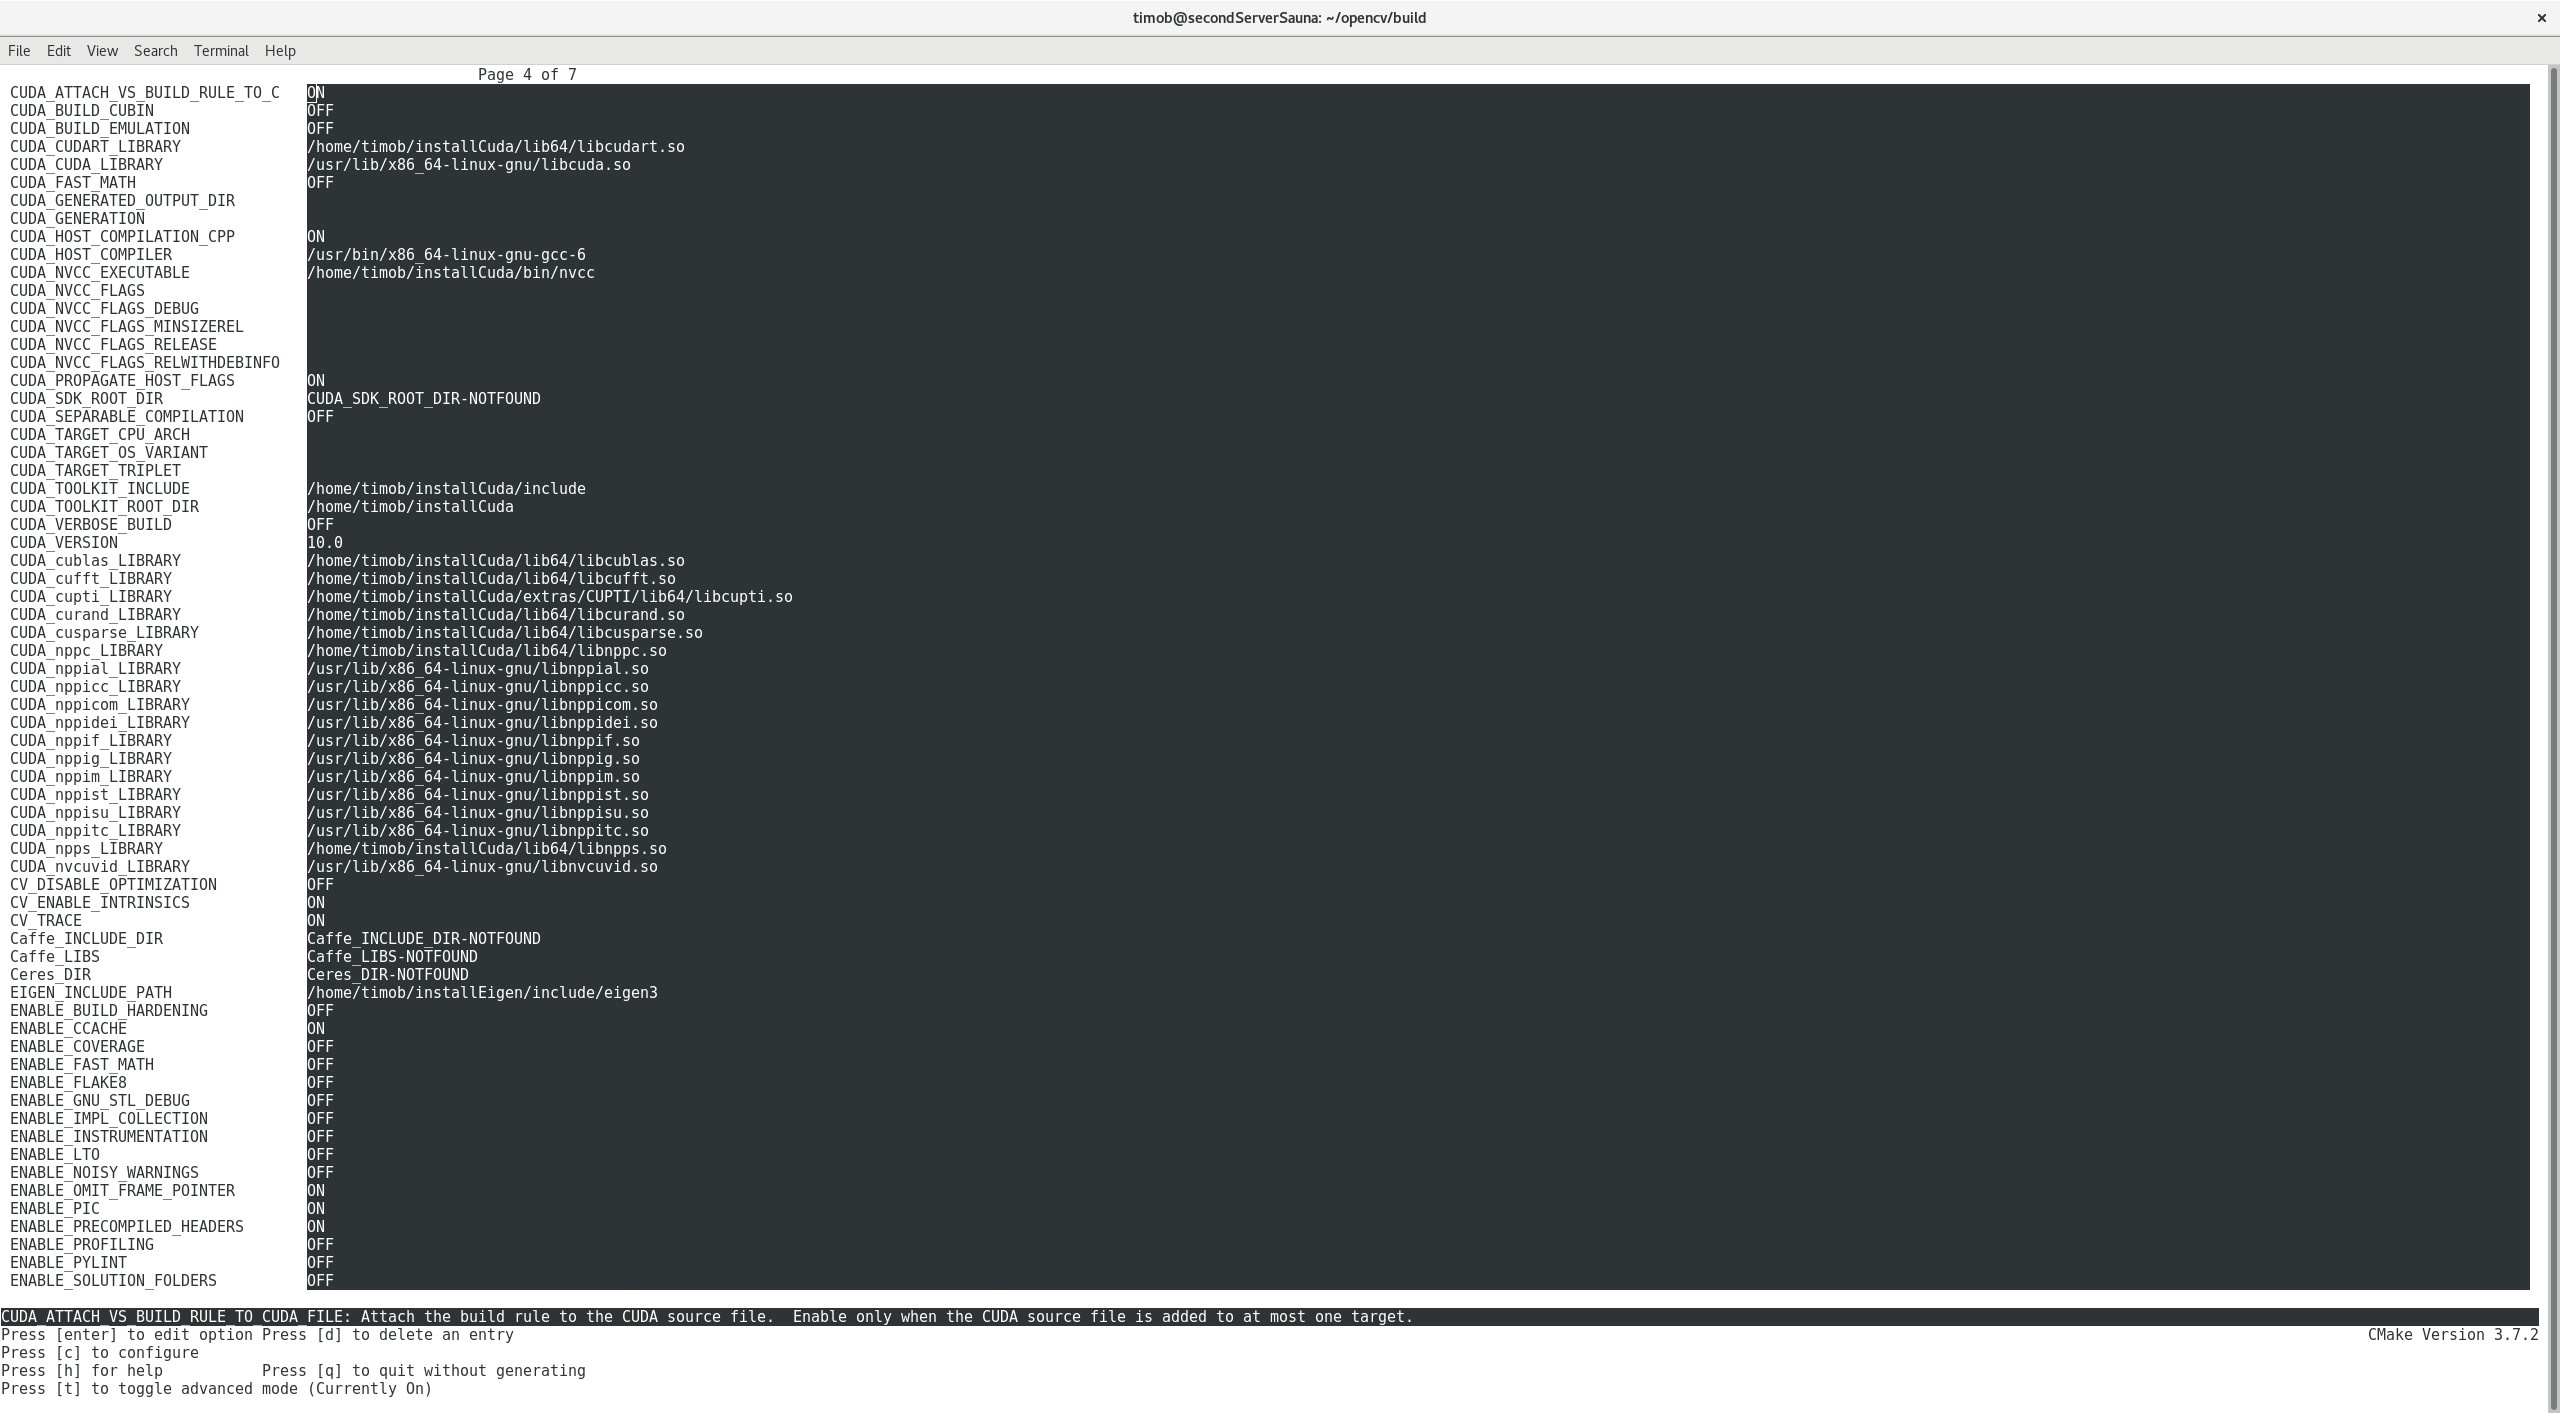 timob@secondServerSauna: ~/opencv/build
File Edit View Search Terminal Help
Page 4 of 7
CUDA_ATTACH_VS_BUILD_RULE_TO_C ON
CUDA_BUILD_CUBIN OFF
CUDA_BUILD_EMULATION OFF
CUDA_CUDART_LIBRARY /home/timob/installCuda/lib64/libcudart.so
CUDA_CUDA_LIBRARY /usr/lib/x86_64-linux-gnu/libcuda.so
CUDA_FAST_MATH OFF
CUDA_GENERATED_OUTPUT_DIR
CUDA_GENERATION
CUDA_HOST_COMPILATION_CPP ON
CUDA_HOST_COMPILER /usr/bin/x86_64-linux-gnu-gcc-6
CUDA_NVCC_EXECUTABLE /home/timob/installCuda/bin/nvcc
CUDA_NVCC_FLAGS
CUDA_NVCC_FLAGS_DEBUG
CUDA_NVCC_FLAGS_MINSIZEREL
CUDA_NVCC_FLAGS_RELEASE
CUDA_NVCC_FLAGS_RELWITHDEBINFO
CUDA_PROPAGATE_HOST_FLAGS ON
CUDA_SDK_ROOT_DIR CUDA_SDK_ROOT_DIR-NOTFOUND
CUDA_SEPARABLE_COMPILATION OFF
CUDA_TARGET_CPU_ARCH
CUDA_TARGET_OS_VARIANT
CUDA_TARGET_TRIPLET
CUDA_TOOLKIT_INCLUDE /home/timob/installCuda/include
CUDA_TOOLKIT_ROOT_DIR /home/timob/installCuda
CUDA_VERBOSE_BUILD OFF
CUDA_VERSION 10.0
CUDA_cublas_LIBRARY /home/timob/installCuda/lib64/libcublas.so
CUDA_cufft_LIBRARY /home/timob/installCuda/lib64/libcufft.so
CUDA_cupti_LIBRARY /home/timob/installCuda/extras/CUPTI/lib64/libcupti.so
CUDA_curand_LIBRARY /home/timob/installCuda/lib64/libcurand.so
CUDA_cusparse_LIBRARY /home/timob/installCuda/lib64/libcusparse.so
CUDA_nppc_LIBRARY /home/timob/installCuda/lib64/libnppc.so
CUDA_nppial_LIBRARY /usr/lib/x86_64-linux-gnu/libnppial.so
CUDA_nppicc_LIBRARY /usr/lib/x86_64-linux-gnu/libnppicc.so
CUDA_nppicom_LIBRARY /usr/lib/x86_64-linux-gnu/libnppicom.so
CUDA_nppidei_LIBRARY /usr/lib/x86_64-linux-gnu/libnppidei.so
CUDA_nppif_LIBRARY /usr/lib/x86_64-linux-gnu/libnppif.so
CUDA_nppig_LIBRARY /usr/lib/x86_64-linux-gnu/libnppig.so
CUDA_nppim_LIBRARY /usr/lib/x86_64-linux-gnu/libnppim.so
CUDA_nppist_LIBRARY /usr/lib/x86_64-linux-gnu/libnppist.so
CUDA_nppisu_LIBRARY /usr/lib/x86_64-linux-gnu/libnppisu.so
CUDA_nppitc_LIBRARY /usr/lib/x86_64-linux-gnu/libnppitc.so
CUDA_npps_LIBRARY /home/timob/installCuda/lib64/libnpps.so
CUDA_nvcuvid_LIBRARY /usr/lib/x86_64-linux-gnu/libnvcuvid.so
CV_DISABLE_OPTIMIZATION OFF
CV_ENABLE_INTRINSICS ON
CV_TRACE ON
Caffe_INCLUDE_DIR Caffe_INCLUDE_DIR-NOTFOUND
Caffe_LIBS Caffe_LIBS-NOTFOUND
Ceres_DIR Ceres_DIR-NOTFOUND
EIGEN_INCLUDE_PATH /home/timob/installEigen/include/eigen3
ENABLE_BUILD_HARDENING OFF
ENABLE_CCACHE ON
ENABLE_COVERAGE OFF
ENABLE_FAST_MATH OFF
ENABLE_FLAKE8 OFF
ENABLE_GNU_STL_DEBUG OFF
ENABLE_IMPL_COLLECTION OFF
ENABLE_INSTRUMENTATION OFF
ENABLE_LTO OFF
ENABLE_NOISY_WARNINGS OFF
ENABLE_OMIT_FRAME_POINTER ON
ENABLE_PIC ON
ENABLE_PRECOMPILED_HEADERS ON
ENABLE_PROFILING OFF
ENABLE_PYLINT OFF
ENABLE_SOLUTION_FOLDERS OFF
CUDA_ATTACH_VS_BUILD_RULE_TO_CUDA_FILE: Attach the build rule to the CUDA source file.  Enable only when the CUDA source file is added to at most one target.
Press [enter] to edit option Press [d] to delete an entry CMake Version 3.7.2
Press [c] to configure
Press [h] for help Press [q] to quit without generating
Press [t] to toggle advanced mode (Currently On)